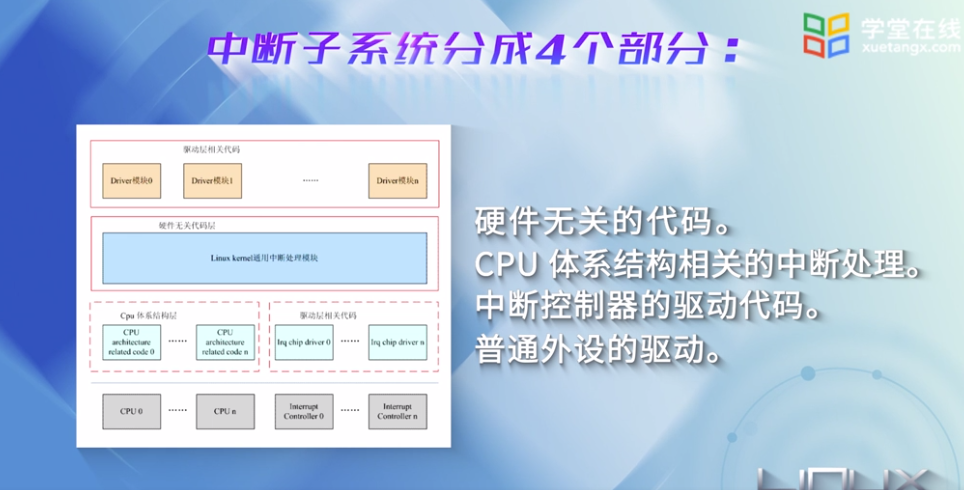 中断子系统分成4个部分：
学堂在线
xuetangx.com
驱动层相关代码
Driver模块0
Driver模块1
······
Driver模块n
硬件无关代码层
Linux kernel通用中断处理模块
Cpu 体系结构层
驱动层相关代码
CPU
architecture
related code 0
······
CPU
architecture
related code n
Irq chip driver 0
······
Irq chip driver n
CPU 0
······
CPU n
Interrupt
Controller 0
······
Interrupt
Controller n
硬件无关的代码。
CPU 体系结构相关的中断处理。
中断控制器的驱动代码。
普通外设的驱动。
LINUX